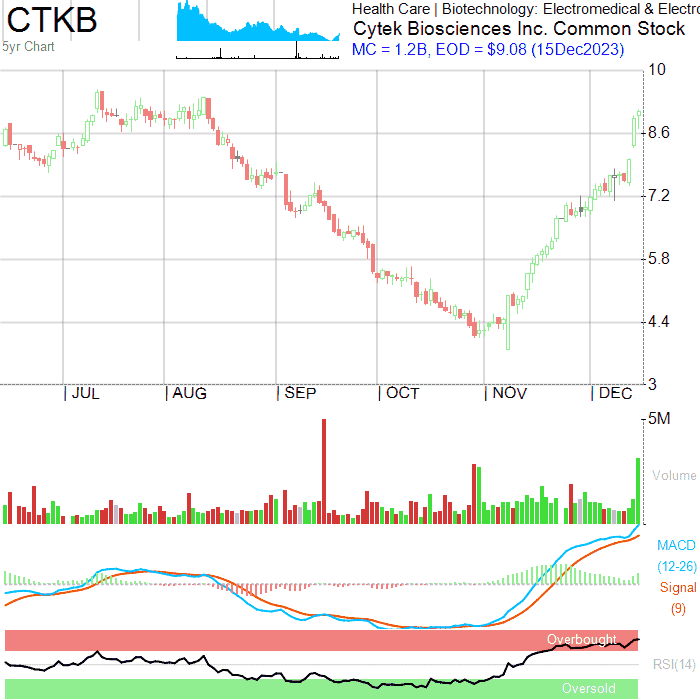 CTKB
5yr Chart
Health Care | Biotechnology: Electromedical & Electro
Cytek Biosciences Inc. Common Stock
MC = 1.2B, EOD = $9.08 (15Dec2023)
10
8.6
7.2
5.8
4.4
3
| JUL | AUG | SEP | OCT | NOV | DEC
5M
Volume
MACD
(12-26)
Signal
(9)
Overbought
RSI(14)
Oversold